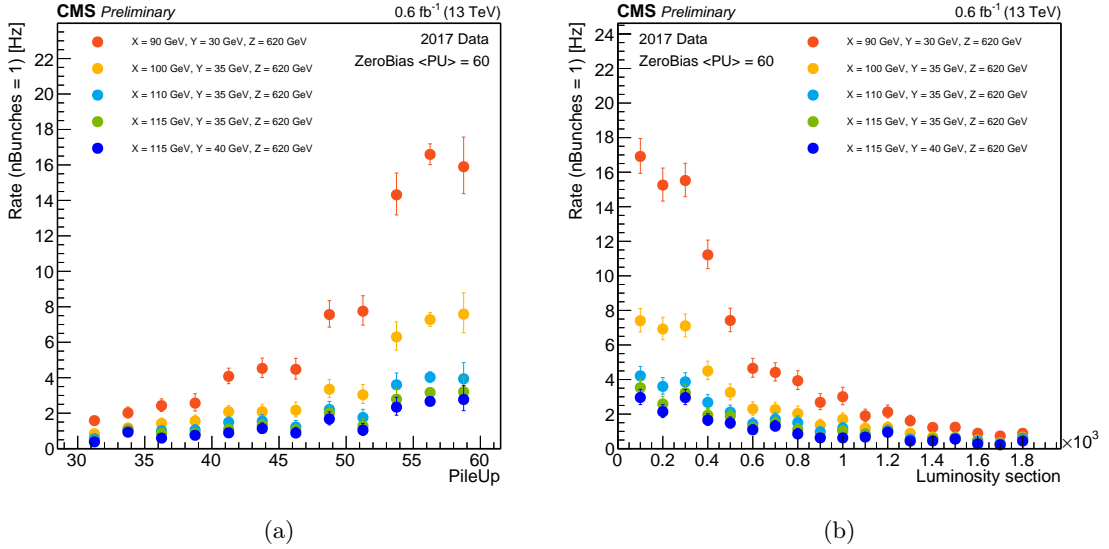 CMS Preliminary 0.6 fb⁻¹ (13 TeV)
2017 Data
ZeroBias <PU> = 60
X = 90 GeV, Y = 30 GeV, Z = 620 GeV
X = 100 GeV, Y = 35 GeV, Z = 620 GeV
X = 110 GeV, Y = 35 GeV, Z = 620 GeV
X = 115 GeV, Y = 35 GeV, Z = 620 GeV
X = 115 GeV, Y = 40 GeV, Z = 620 GeV
Rate (nBunches = 1) [Hz]
22
20
18
16
14
12
10
8
6
4
2
0
30 35 40 45 50 55 60
PileUp
(a)
CMS Preliminary 0.6 fb⁻¹ (13 TeV)
2017 Data
ZeroBias <PU> = 60
X = 90 GeV, Y = 30 GeV, Z = 620 GeV
X = 100 GeV, Y = 35 GeV, Z = 620 GeV
X = 110 GeV, Y = 35 GeV, Z = 620 GeV
X = 115 GeV, Y = 35 GeV, Z = 620 GeV
X = 115 GeV, Y = 40 GeV, Z = 620 GeV
Rate (nBunches = 1) [Hz]
24
22
20
18
16
14
12
10
8
6
4
2
0
0 0.2 0.4 0.6 0.8 1 1.2 1.4 1.6 1.8
×10³
Luminosity section
(b)